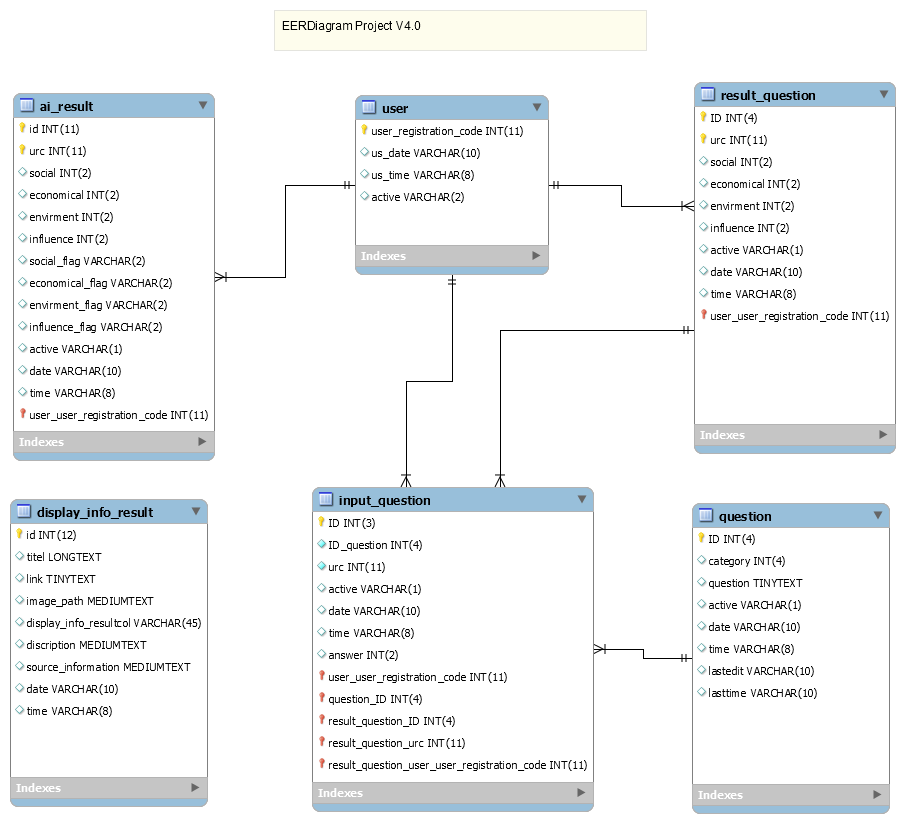 EERDiagram Project V4.0
ai_result
id INT(11)
urc INT(11)
social INT(2)
economical INT(2)
envirment INT(2)
influence INT(2)
social_flag VARCHAR(2)
economical_flag VARCHAR(2)
envirment_flag VARCHAR(2)
influence_flag VARCHAR(2)
active VARCHAR(1)
date VARCHAR(10)
time VARCHAR(8)
user_user_registration_code INT(11)
Indexes
user
user_registration_code INT(11)
us_date VARCHAR(10)
us_time VARCHAR(8)
active VARCHAR(2)
Indexes
result_question
ID INT(4)
urc INT(11)
social INT(2)
economical INT(2)
envirment INT(2)
influence INT(2)
active VARCHAR(1)
date VARCHAR(10)
time VARCHAR(8)
user_user_registration_code INT(11)
Indexes
display_info_result
id INT(12)
titel LONGTEXT
link TINYTEXT
image_path MEDIUMTEXT
display_info_resultcol VARCHAR(45)
discription MEDIUMTEXT
source_information MEDIUMTEXT
date VARCHAR(10)
time VARCHAR(8)
Indexes
input_question
ID INT(3)
ID_question INT(4)
urc INT(11)
active VARCHAR(1)
date VARCHAR(10)
time VARCHAR(8)
answer INT(2)
user_user_registration_code INT(11)
question_ID INT(4)
result_question_ID INT(4)
result_question_urc INT(11)
result_question_user_user_registration_code INT(11)
Indexes
question
ID INT(4)
category INT(4)
question TINYTEXT
active VARCHAR(1)
date VARCHAR(10)
time VARCHAR(8)
lastedit VARCHAR(10)
lasttime VARCHAR(10)
Indexes